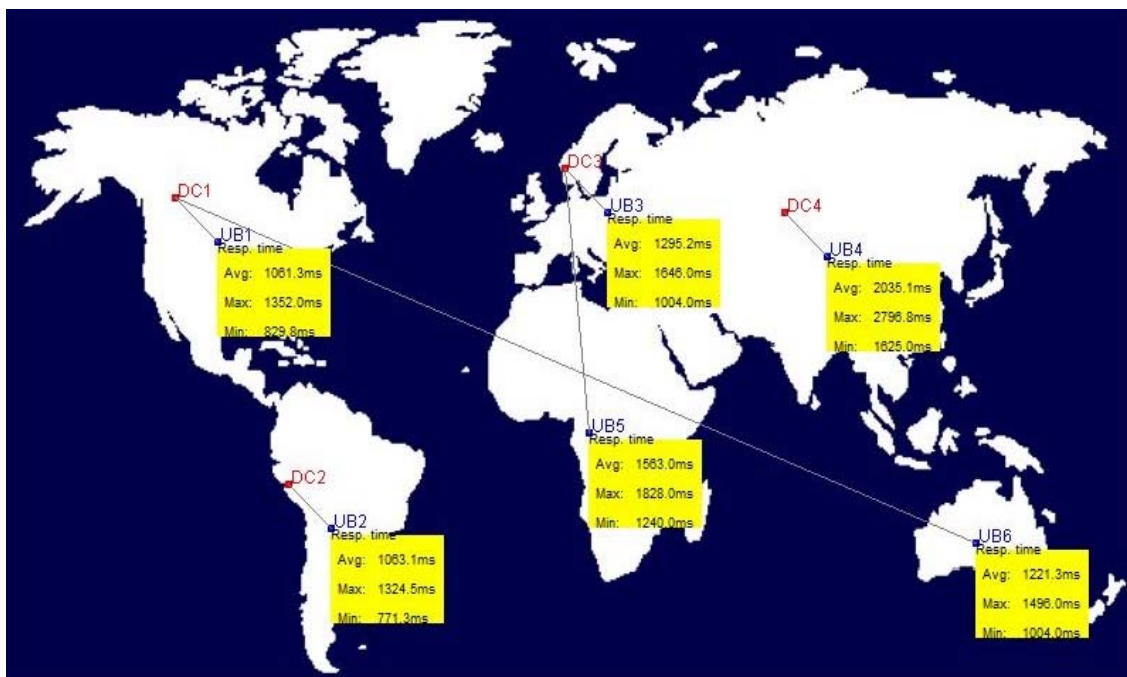 DC1
UB1
Resp. time
Avg: 1061.3ms
Max: 1352.0ms
Min: 829.8ms
DC2
UB2
Resp. time
Avg: 1063.1ms
Max: 1324.5ms
Min: 771.3ms
DC3
UB3
Resp. time
Avg: 1295.2ms
Max: 1646.0ms
Min: 1004.0ms
DC4
UB4
Resp. time
Avg: 2035.1ms
Max: 2796.8ms
Min: 1625.0ms
UB5
Resp. time
Avg: 1563.0ms
Max: 1828.0ms
Min: 1240.0ms
UB6
Resp. time
Avg: 1221.3ms
Max: 1496.0ms
Min: 1004.0ms